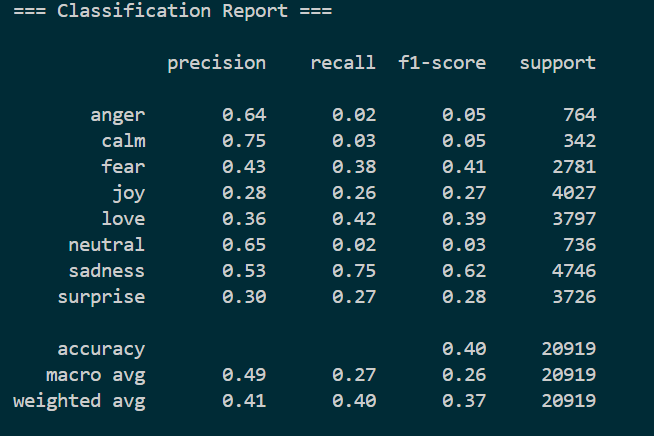 === Classification Report ===
precision recall f1-score support
anger 0.64 0.02 0.05 764
calm 0.75 0.03 0.05 342
fear 0.43 0.38 0.41 2781
joy 0.28 0.26 0.27 4027
love 0.36 0.42 0.39 3797
neutral 0.65 0.02 0.03 736
sadness 0.53 0.75 0.62 4746
surprise 0.30 0.27 0.28 3726
accuracy 0.40 20919
macro avg 0.49 0.27 0.26 20919
weighted avg 0.41 0.40 0.37 20919